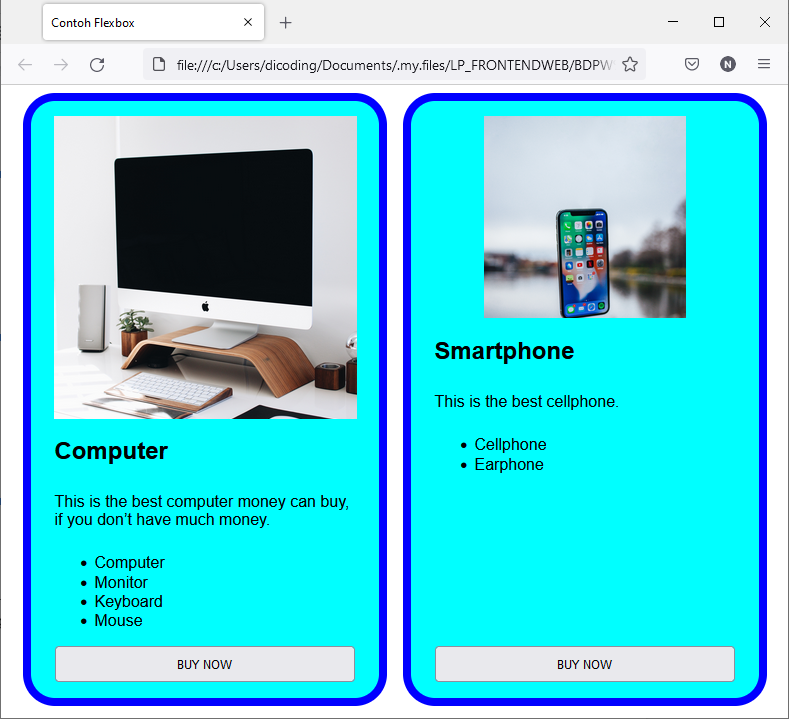 Contoh Flexbox
file:///c:/Users/dicoding/Documents/.my.files/LP_FRONTENDWEB/BDPW
N
Computer
This is the best computer money can buy,
if you don't have much money.
Computer
Monitor
Keyboard
Mouse
BUY NOW
Smartphone
This is the best cellphone.
Cellphone
Earphone
BUY NOW